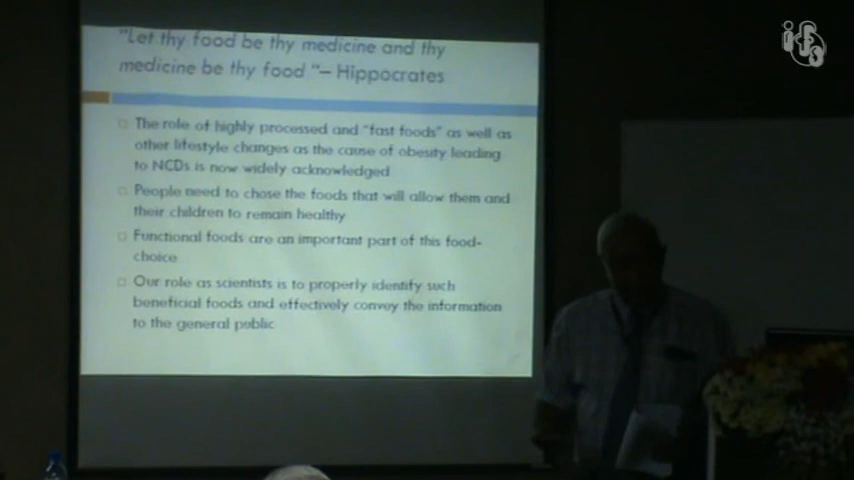 "Let thy food be thy medicine and thy
medicine be thy food "– Hippocrates
The role of highly processed and "fast foods" as well as
other lifestyle changes as the cause of obesity leading
to NCDs is now widely acknowledged
People need to chose the foods that will allow them and
their children to remain healthy
Functional foods are an important part of this food-
choice
Our role as scientists is to properly identify such
beneficial foods and effectively convey the information
to the general public